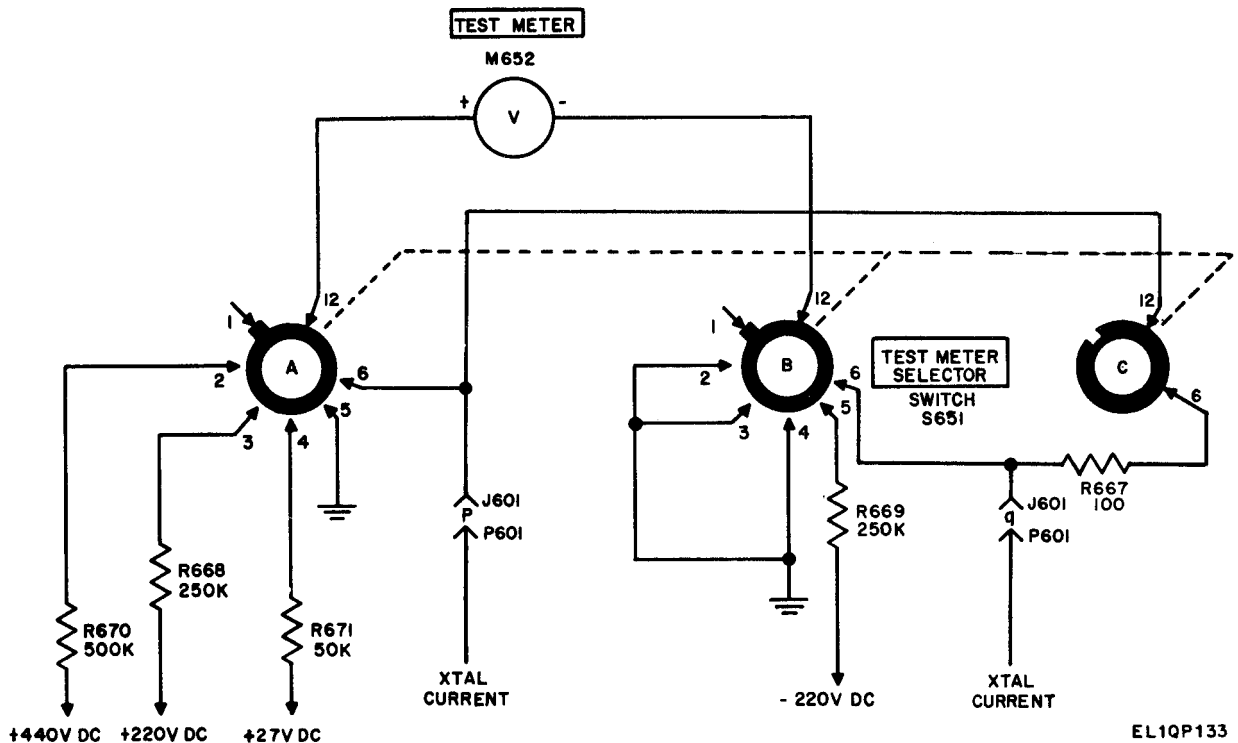 TEST METER
M652
+ V -
12
1
A
2
6
3
4
5
12
1
B
2
6
3
4
5
TEST METER
SELECTOR
SWITCH
S651
12
C
6
J601
P
P601
R669
250K
J601
q
P601
R667
100
R668
250K
R670
500K
R671
50K
XTAL
CURRENT
- 220V DC
XTAL
CURRENT
+440V DC +220V DC +27V DC
EL1QP133